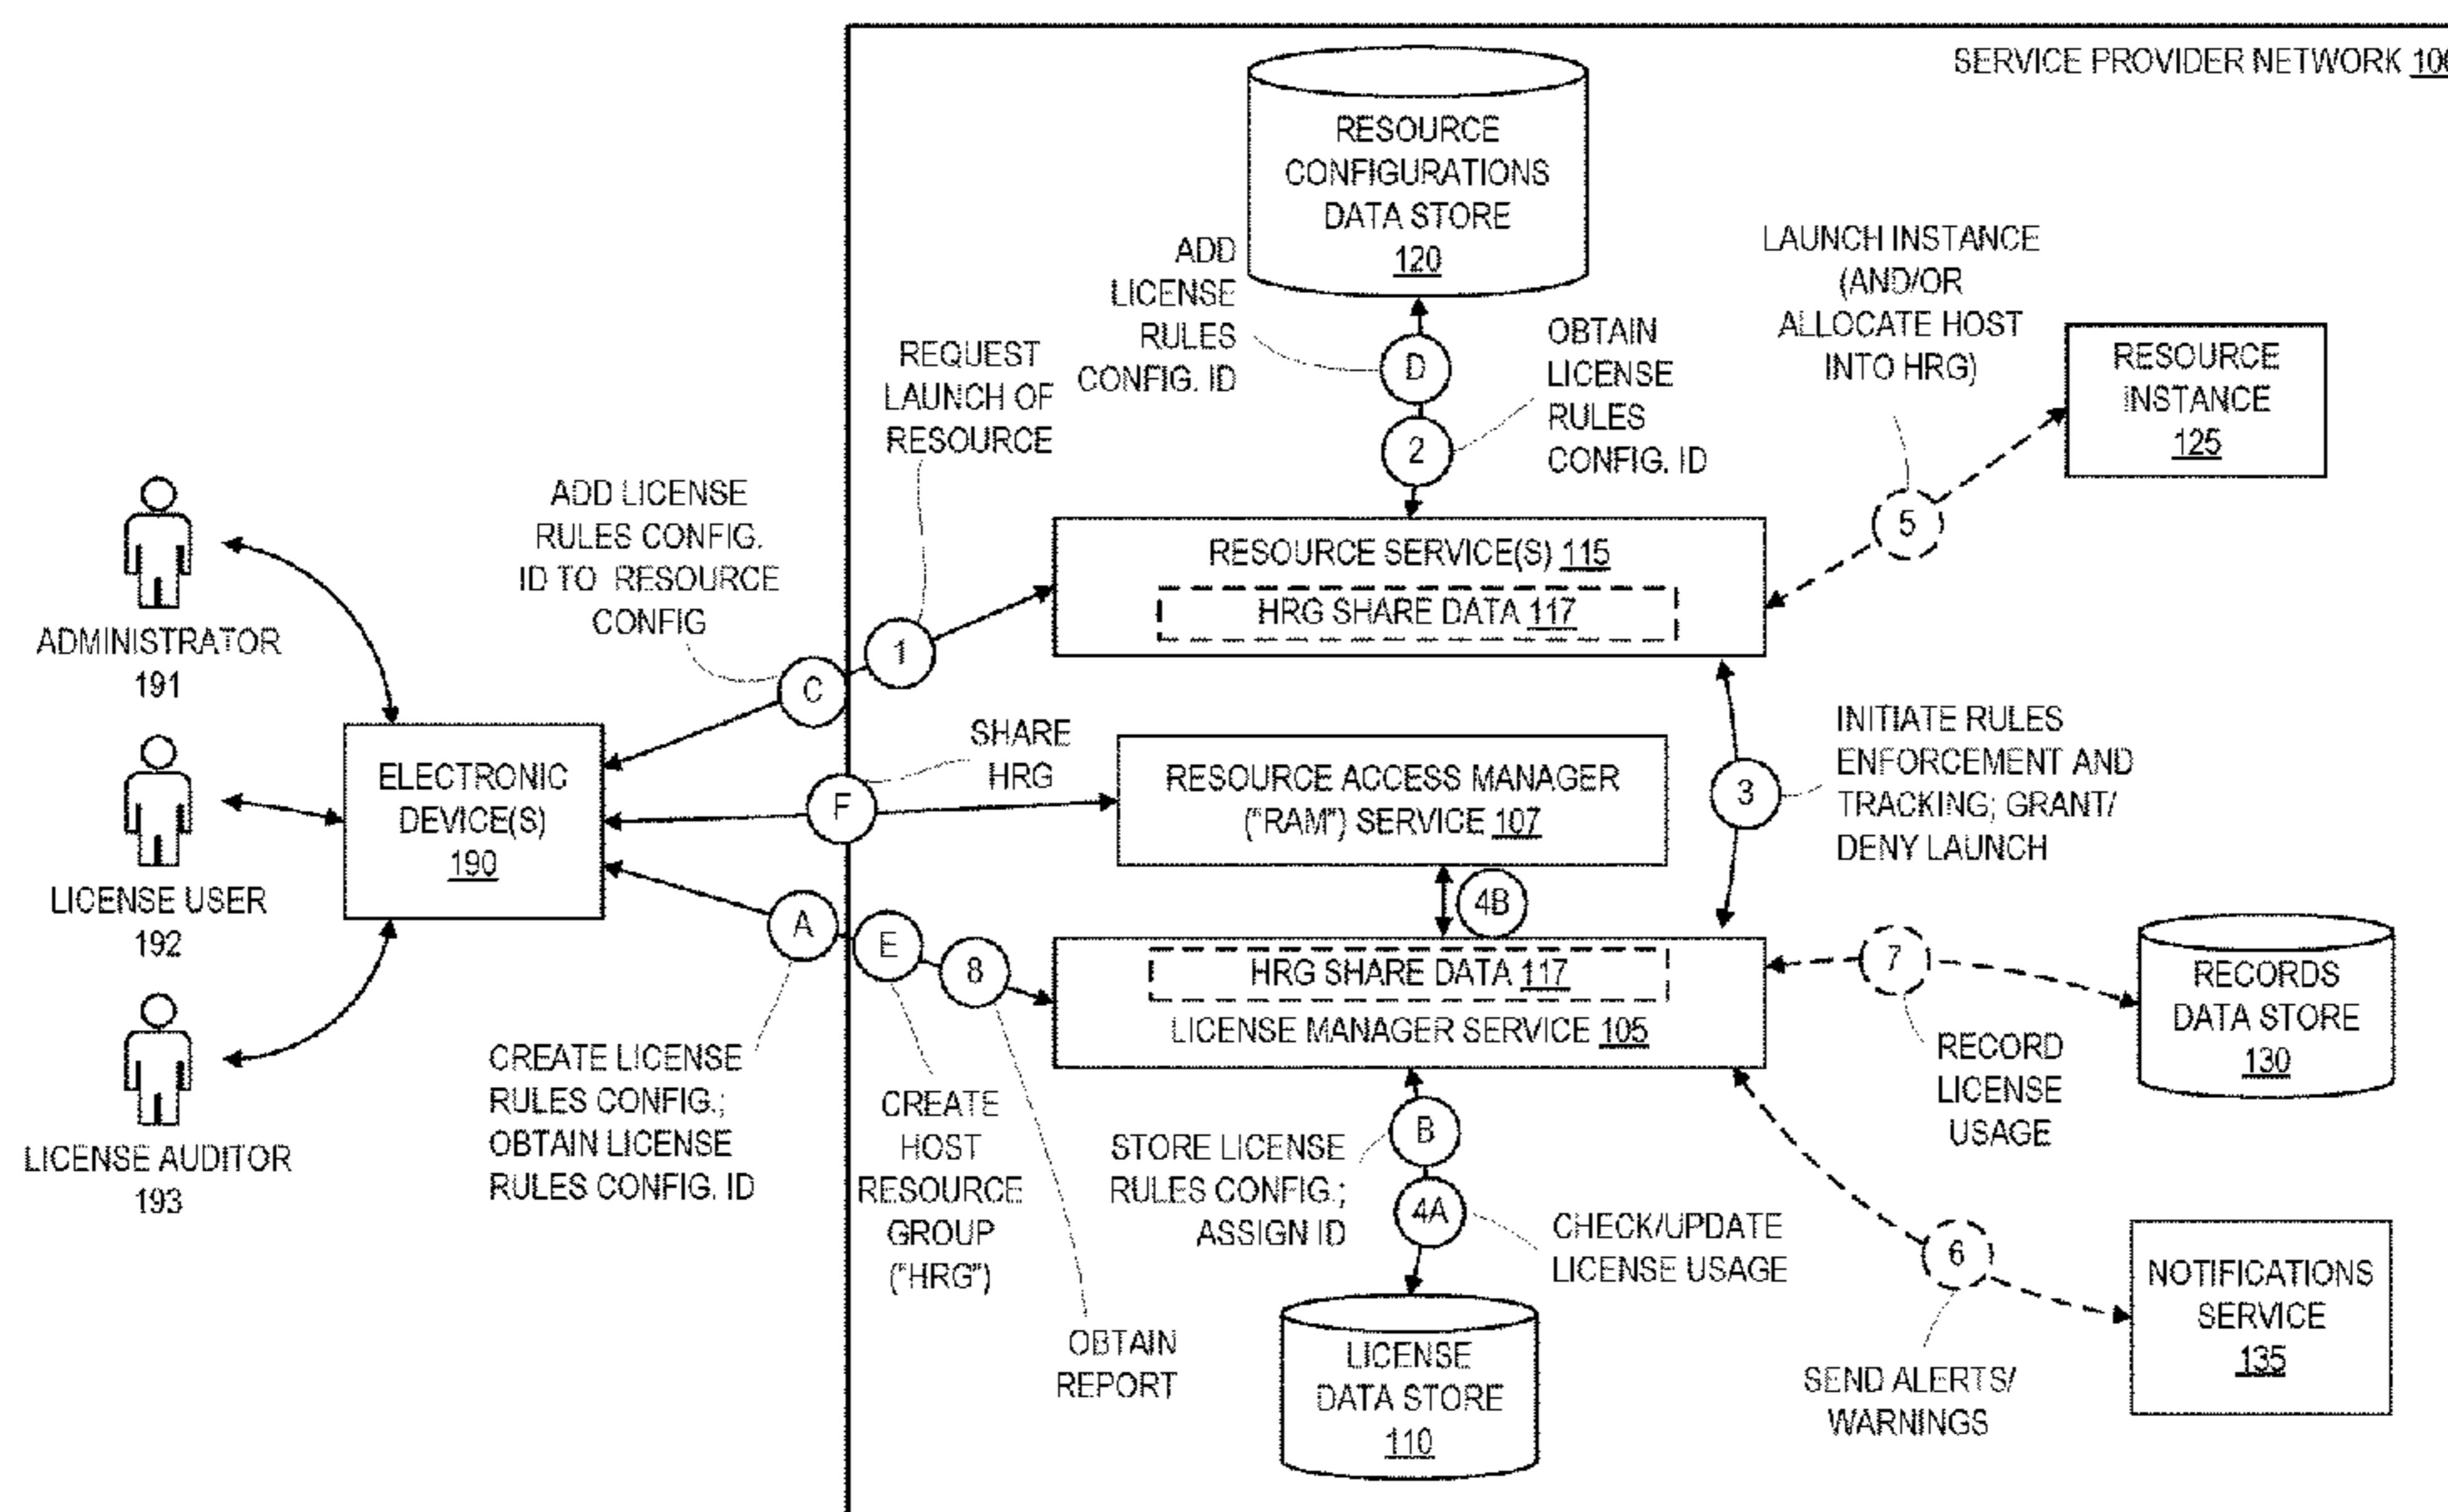 SERVICE PROVIDER NETWORK 100
RESOURCE
CONFIGURATIONS
DATA STORE
120
ADD
LICENSE
RULES
CONFIG. ID
D
2
OBTAIN
LICENSE
RULES
CONFIG. ID
LAUNCH INSTANCE
(AND/OR
ALLOCATE HOST
INTO HRG)
5
RESOURCE
INSTANCE
125
REQUEST
LAUNCH OF
RESOURCE
1
ADD LICENSE
RULES CONFIG.
ID TO RESOURCE
CONFIG
C
RESOURCE SERVICE(S) 115
HRG SHARE DATA 117
ADMINISTRATOR
191
LICENSE USER
192
LICENSE AUDITOR
193
ELECTRONIC
DEVICE(S)
190
SHARE
HRG
F
RESOURCE ACCESS MANAGER
("RAM") SERVICE 107
3
INITIATE RULES
ENFORCEMENT AND
TRACKING; GRANT/
DENY LAUNCH
4B
A
E
8
HRG SHARE DATA 117
LICENSE MANAGER SERVICE 105
7
RECORD
LICENSE
USAGE
RECORDS
DATA STORE
130
CREATE LICENSE
RULES CONFIG.;
OBTAIN LICENSE
RULES CONFIG. ID
CREATE
HOST
RESOURCE
GROUP
("HRG")
OBTAIN
REPORT
STORE LICENSE
RULES CONFIG.;
ASSIGN ID
B
4A
CHECK/UPDATE
LICENSE USAGE
LICENSE
DATA STORE
110
6
SEND ALERTS/
WARNINGS
NOTIFICATIONS
SERVICE
135